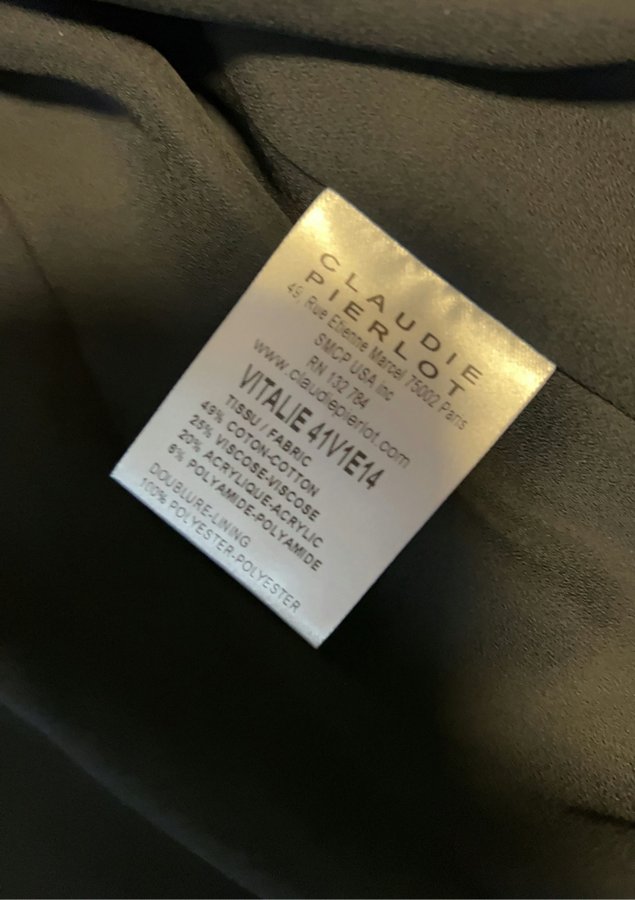 CLAUDIE
PIERLOT
49, Rue Etienne Marcel 75002 Paris
SMCP USA Inc
RN 132 784
www.claudiepierlot.com
VITALIE 41V1E14
TISSU / FABRIC
49% COTON-COTTON
25% VISCOSE-VISCOSE
20% ACRYLIQUE-ACRYLIC
6% POLYAMIDE-POLYAMIDE
DOUBLURE-LINING
100% POLYESTER-POLYESTER